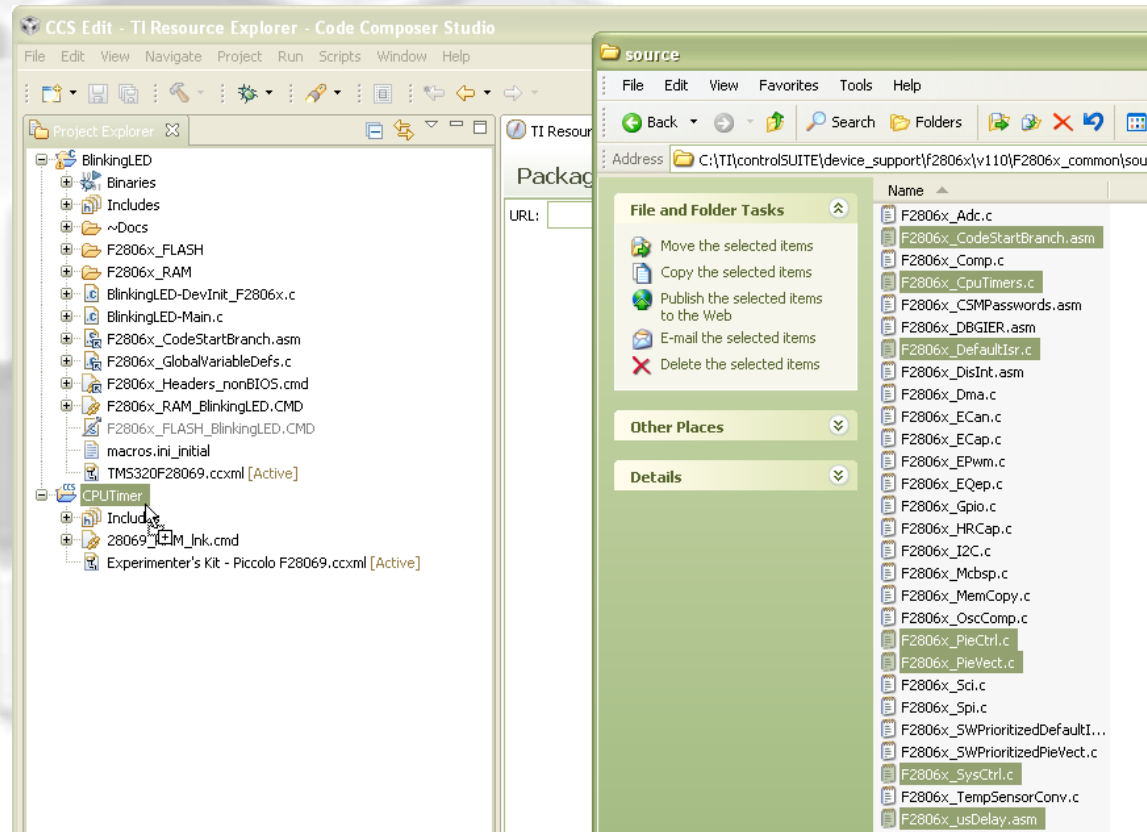 CCS Edit - TI Resource Explorer - Code Composer Studio
File Edit View Navigate Project Run Scripts Window Help
Project Explorer
BlinkingLED
Binaries
Includes
~Docs
F2806x_FLASH
F2806x_RAM
BlinkingLED-DevInit_F2806x.c
BlinkingLED-Main.c
F2806x_CodeStartBranch.asm
F2806x_GlobalVariableDefs.c
F2806x_Headers_nonBIOS.cmd
F2806x_RAM_BlinkingLED.CMD
F2806x_FLASH_BlinkingLED.CMD
macros.ini_initial
TMS320F28069.ccxml [Active]
CPUTimer
Includes
28069_RAM_lnk.cmd
Experimenter's Kit - Piccolo F28069.ccxml [Active]
TI Resour
Packag
URL:
source
File Edit View Favorites Tools Help
Back Search Folders
Address C:\TI\controlSUITE\device_support\f2806x\v110\F2806x_common\sou
File and Folder Tasks
Move the selected items
Copy the selected items
Publish the selected items
to the Web
E-mail the selected items
Delete the selected items
Other Places
Details
Name
F2806x_Adc.c
F2806x_CodeStartBranch.asm
F2806x_Comp.c
F2806x_CpuTimers.c
F2806x_CSMPasswords.asm
F2806x_DBGIER.asm
F2806x_DefaultIsr.c
F2806x_DisInt.asm
F2806x_Dma.c
F2806x_ECan.c
F2806x_ECap.c
F2806x_EPwm.c
F2806x_EQep.c
F2806x_Gpio.c
F2806x_HRCap.c
F2806x_I2C.c
F2806x_Mcbsp.c
F2806x_MemCopy.c
F2806x_OscComp.c
F2806x_PieCtrl.c
F2806x_PieVect.c
F2806x_Sci.c
F2806x_Spi.c
F2806x_SWPrioritizedDefaultI...
F2806x_SWPrioritizedPieVect.c
F2806x_SysCtrl.c
F2806x_TempSensorConv.c
F2806x_usDelay.asm